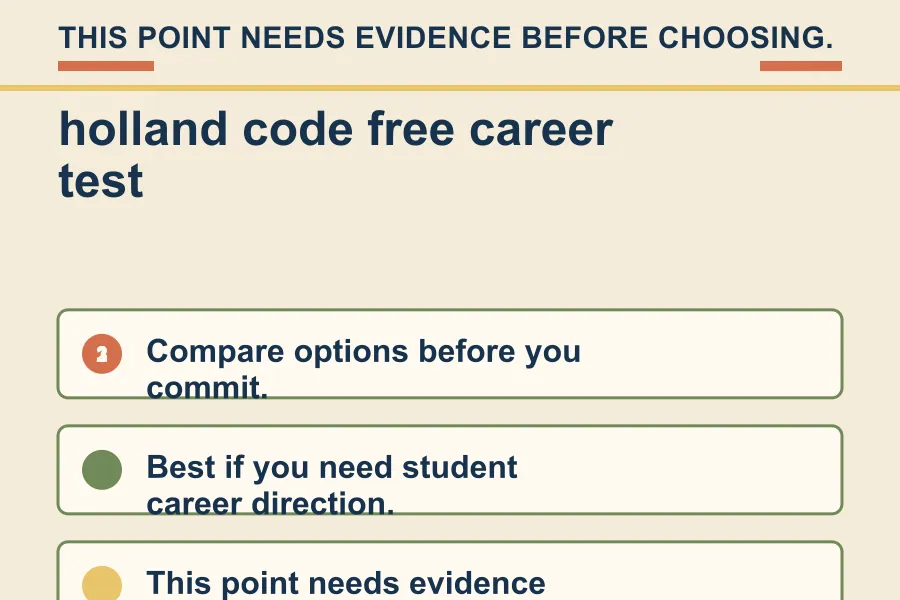 THIS POINT NEEDS EVIDENCE BEFORE CHOOSING.
holland code free career
test
Compare options before you
commit.
Best if you need student
career direction.
This point needs evidence